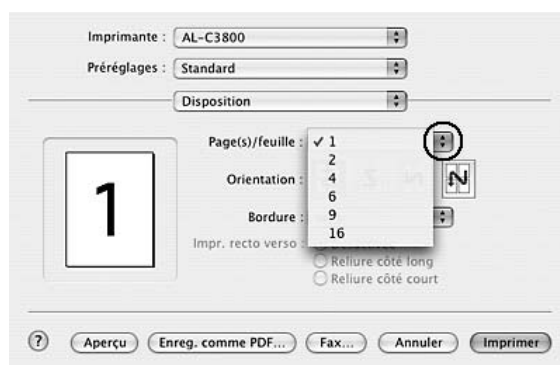 Imprimante : AL-C3800
Préréglages : Standard
Disposition
Page(s)/feuille : ✓ 1
2
Orientation : 4
6
Bordure : 9
16
Impr. recto verso :
Reliure côté long
Reliure côté court
1
? Aperçu Enreg. comme PDF... Fax... Annuler Imprimer